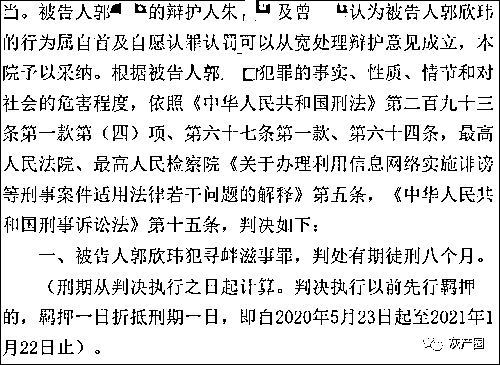 当。被告人郭 的辩护人朱 及曾 认为被告人郭欣玮
的行为属自首及自愿认罪认罚可以从宽处理辩护意见成立，本
院予以采纳。根据被告人郭 犯罪的事实、性质、情节和对
社会的危害程度，依照《中华人民共和国刑法》第二百九十三
条第一款第（四）项、第六十七条第一款、第六十四条，最高
人民法院、最高人民检察院《关于办理利用信息网络实施诽谤
等刑事案件适用法律若干问题的解释》第五条，《中华人民共
和国刑事诉讼法》第十五条，判决如下：
一、被告人郭欣玮犯寻衅滋事罪，判处有期徒刑八个月。
（刑期从判决执行之日起计算。判决执行以前先行羁押
的，羁押一日折抵刑期一日，即自2020年5月23日起至2021年1
月22日止）。
灰产圈